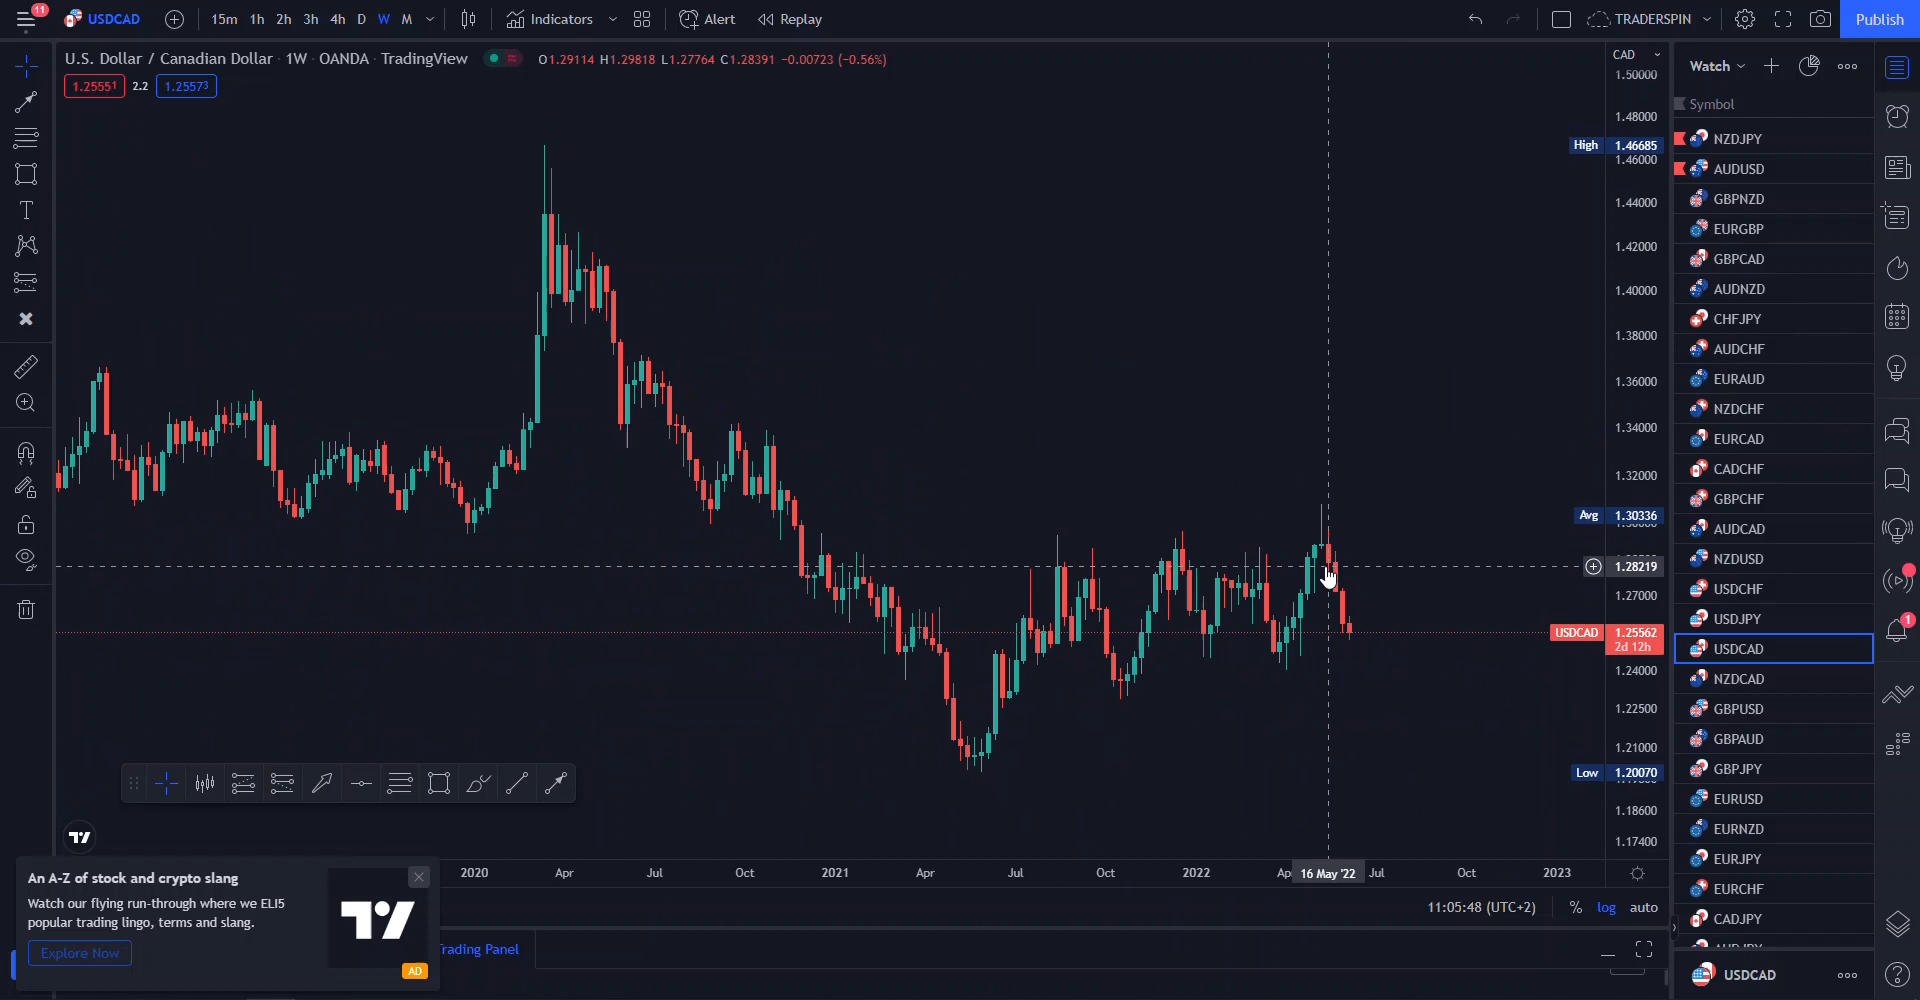 11
USDCAD
15m 1h 2h 3h 4h D W M
Indicators
Alert
Replay
TRADERSPIN
Publish
U.S. Dollar / Canadian Dollar · 1W · OANDA · TradingView
O1.29114 H1.29818 L1.27764 C1.28391 −0.00723 (−0.56%)
1.25551 2.2 1.25573
CAD
1.50000
1.48000
High 1.46685
1.46000
1.44000
1.42000
1.40000
1.38000
1.36000
1.34000
1.32000
Avg 1.30336
1.28219
1.27000
USDCAD 1.25562
2d 12h
1.24000
1.22500
1.21000
Low 1.20070
1.18600
1.17400
2020 Apr Jul Oct 2021 Apr Jul Oct 2022 Ap 16 May '22 Jul Oct 2023
11:05:48 (UTC+2) % log auto
Trading Panel
An A-Z of stock and crypto slang
Watch our flying run-through where we ELI5
popular trading lingo, terms and slang.
Explore Now
AD
Watch
Symbol
NZDJPY
AUDUSD
GBPNZD
EURGBP
GBPCAD
AUDNZD
CHFJPY
AUDCHF
EURAUD
NZDCHF
EURCAD
CADCHF
GBPCHF
AUDCAD
NZDUSD
USDCHF
USDJPY
USDCAD
NZDCAD
GBPUSD
GBPAUD
GBPJPY
EURUSD
EURNZD
EURJPY
EURCHF
CADJPY
USDCAD
1